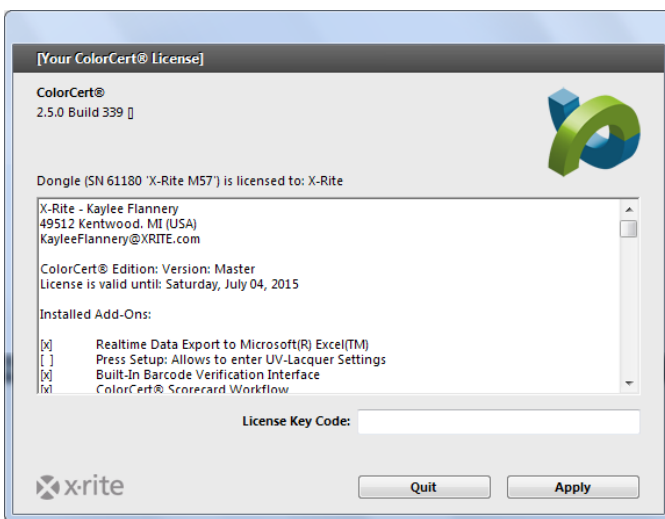 [Your ColorCert® License]
ColorCert®
2.5.0 Build 339 []
Dongle (SN 61180 'X-Rite M57') is licensed to: X-Rite
X-Rite - Kaylee Flannery
49512 Kentwood. MI (USA)
KayleeFlannery@XRITE.com
ColorCert® Edition: Version: Master
License is valid until: Saturday, July 04, 2015
Installed Add-Ons:
[x] Realtime Data Export to Microsoft(R) Excel(TM)
[ ] Press Setup: Allows to enter UV-Lacquer Settings
[x] Built-In Barcode Verification Interface
[x] ColorCert® Scorecard Workflow
License Key Code:
x·rite
Quit
Apply